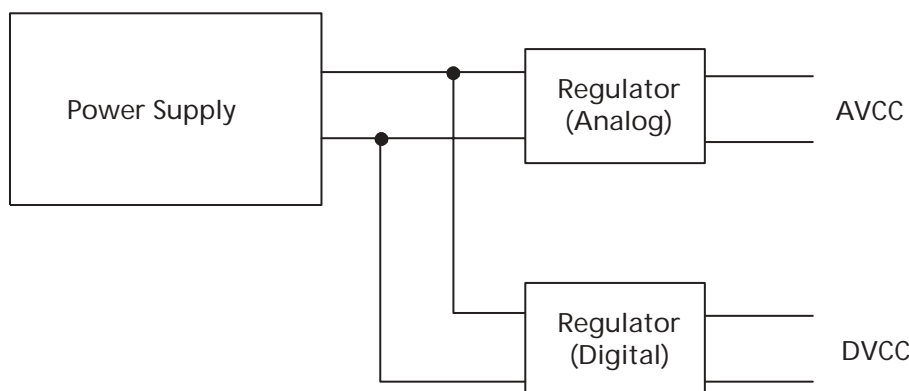 Power Supply
Regulator
(Analog)
AVCC
Regulator
(Digital)
DVCC